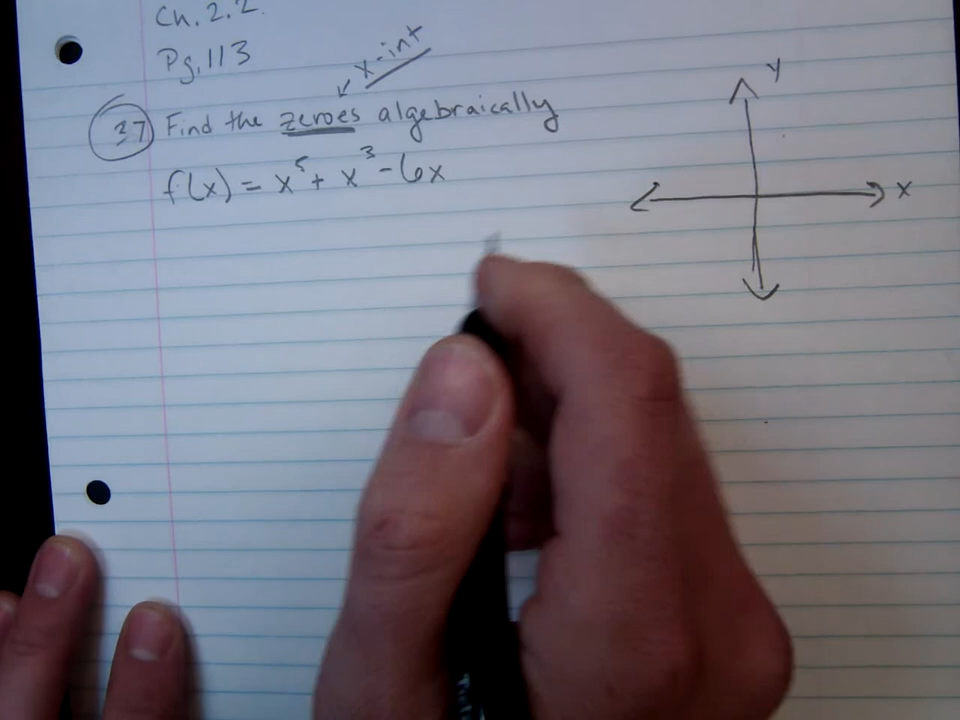 Ch. 2.2
Pg. 113
x-int
37 Find the zeroes algebraically
f(x) = x⁵ + x³ - 6x
y
x